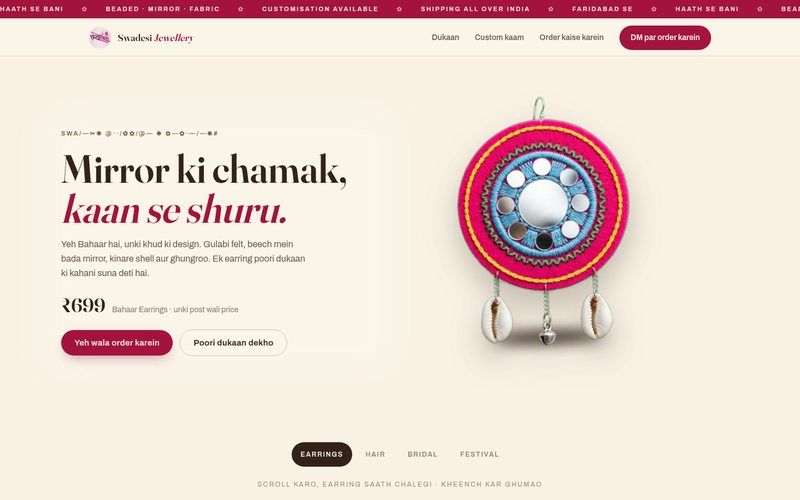 HAATH SE BANI ✿ BEADED · MIRROR · FABRIC ✿ CUSTOMISATION AVAILABLE ✿ SHIPPING ALL OVER INDIA ✿ FARIDABAD SE ✿ HAATH SE BANI ✿ BEAD
Swadesi Jewellery
Dukaan
Custom kaam
Order kaise karein
DM par order karein
Mirror ki chamak,
kaan se shuru.
Yeh Bahaar hai, unki khud ki design. Gulabi felt, beech mein
bada mirror, kinare shell aur ghungroo. Ek earring poori dukaan
ki kahani suna deti hai.
₹699 Bahaar Earrings · unki post wali price
Yeh wala order karein
Poori dukaan dekho
EARRINGS
HAIR
BRIDAL
FESTIVAL
SCROLL KARO, EARRING SAATH CHALEGI · KHEENCH KAR GHUMAO